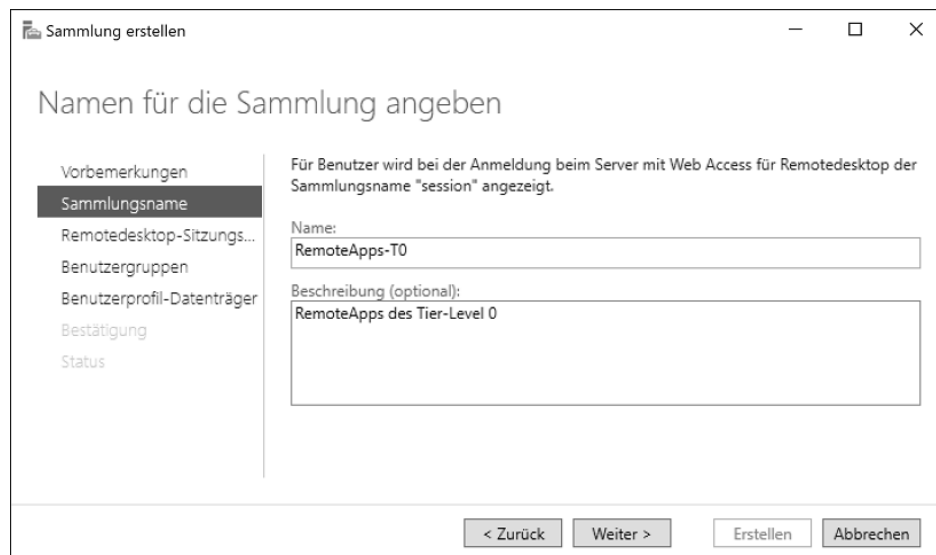 Sammlung erstellen
Namen für die Sammlung angeben
Vorbemerkungen
Sammlungsname
Remotedesktop-Sitzungs...
Benutzergruppen
Benutzerprofil-Datenträger
Bestätigung
Status
Für Benutzer wird bei der Anmeldung beim Server mit Web Access für Remotedesktop der
Sammlungsname "session" angezeigt.
Name:
RemoteApps-T0
Beschreibung (optional):
RemoteApps des Tier-Level 0
< Zurück
Weiter >
Erstellen
Abbrechen